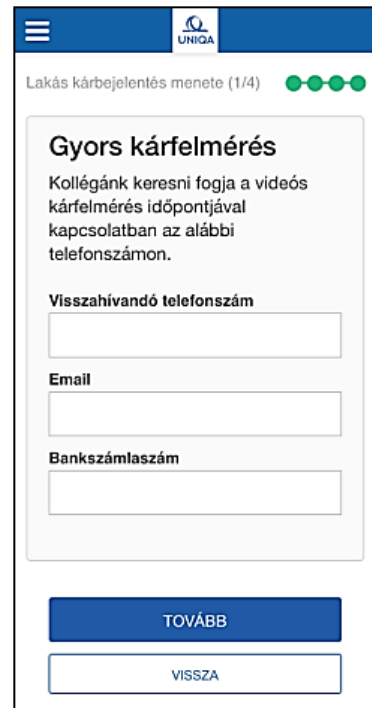 UNIQA
Lakás kárbejelentés menete (1/4)
Gyors kárfelmérés
Kollégánk keresni fogja a videós
kárfelmérés időpontjával
kapcsolatban az alábbi
telefonszámon.
Visszahívandó telefonszám
Email
Bankszámlaszám
TOVÁBB
VISSZA